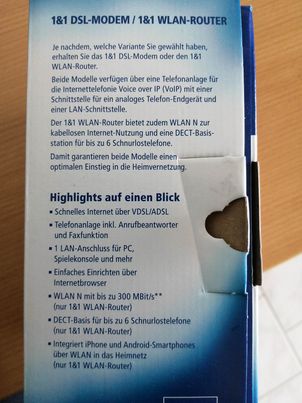 1&1 DSL-MODEM / 1&1 WLAN-ROUTER
Je nachdem, welche Variante Sie gewählt haben,
erhalten Sie das 1&1 DSL-Modem oder den 1&1
WLAN-Router.
Beide Modelle verfügen über eine Telefonanlage für
die Internettelefonie Voice over IP (VoIP) mit einer
Schnittstelle für ein analoges Telefon-Endgerät und
einer LAN-Schnittstelle.
Der 1&1 WLAN-Router bietet zudem WLAN N zur
kabellosen Internet-Nutzung und eine DECT-Basis-
station für bis zu 6 Schnurlostelefone.
Damit garantieren beide Modelle einen
optimalen Einstieg in die Heimvernetzung.
Highlights auf einen Blick
▪ Schnelles Internet über VDSL/ADSL
▪ Telefonanlage inkl. Anrufbeantworter
und Faxfunktion
▪ 1 LAN-Anschluss für PC,
Spielekonsole und mehr
▪ Einfaches Einrichten über
Internetbrowser
▪ WLAN N mit bis zu 300 MBit/s**
(nur 1&1 WLAN-Router)
▪ DECT-Basis für bis zu 6 Schnurlostelefone
(nur 1&1 WLAN-Router)
▪ Integriert iPhone und Android-Smartphones
über WLAN in das Heimnetz
(nur 1&1 WLAN-Router)